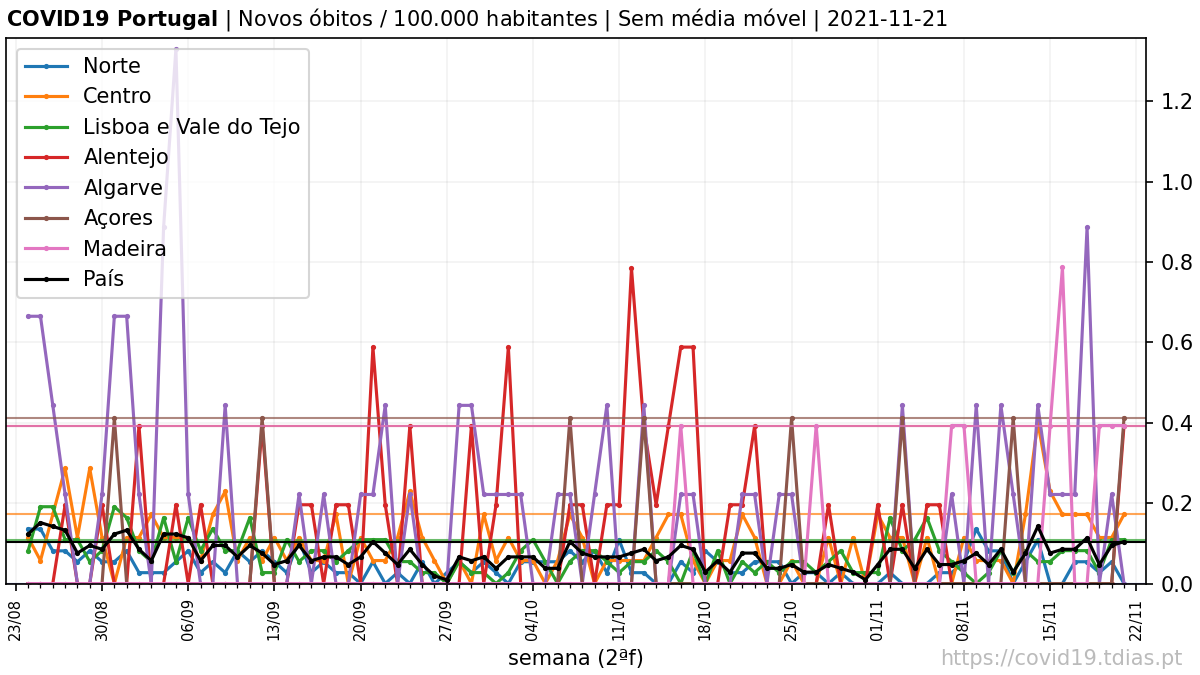 COVID19 Portugal | Novos óbitos / 100.000 habitantes | Sem média móvel | 2021-11-21
Norte
Centro
Lisboa e Vale do Tejo
Alentejo
Algarve
Açores
Madeira
País
1.2
1.0
0.8
0.6
0.4
0.2
0.0
23/08 30/08 06/09 13/09 20/09 27/09 04/10 11/10 18/10 25/10 01/11 08/11 15/11 22/11
semana (2ªf)
https://covid19.tdias.pt